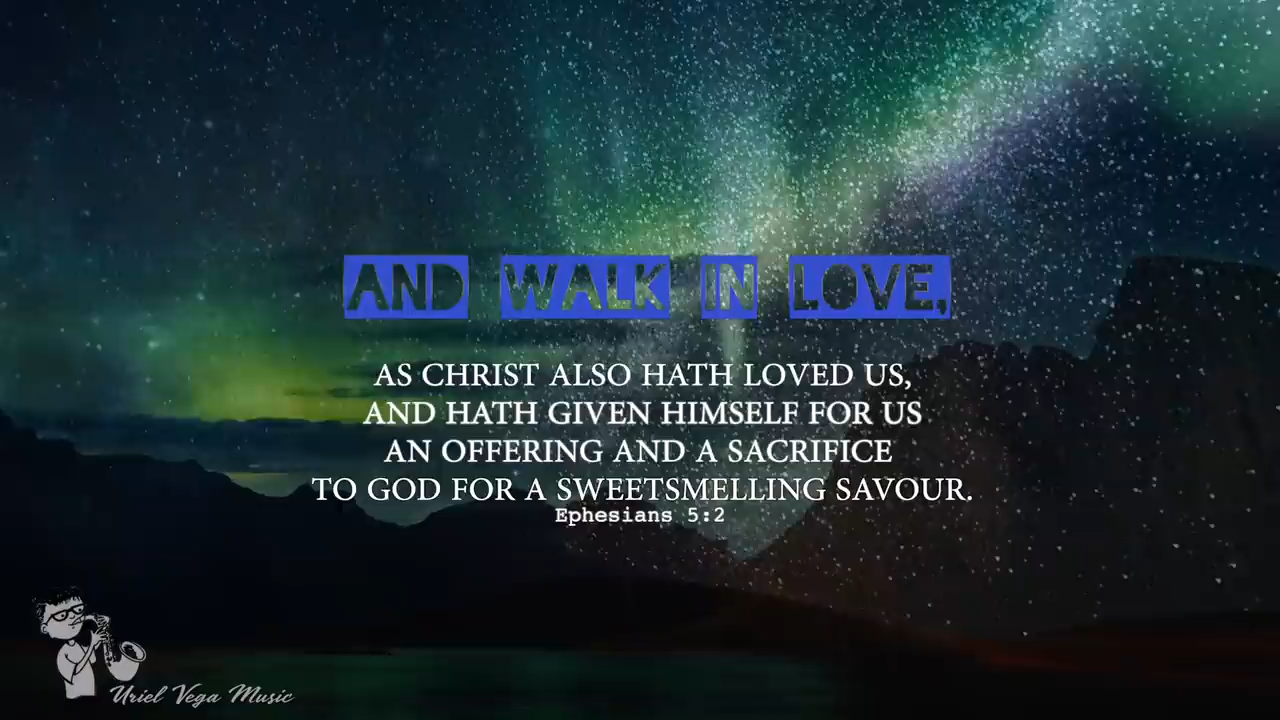 AND WALK IN LOVE,
AS CHRIST ALSO HATH LOVED US,
AND HATH GIVEN HIMSELF FOR US
AN OFFERING AND A SACRIFICE
TO GOD FOR A SWEETSMELLING SAVOUR.
Ephesians 5:2
Uriel Vega Music